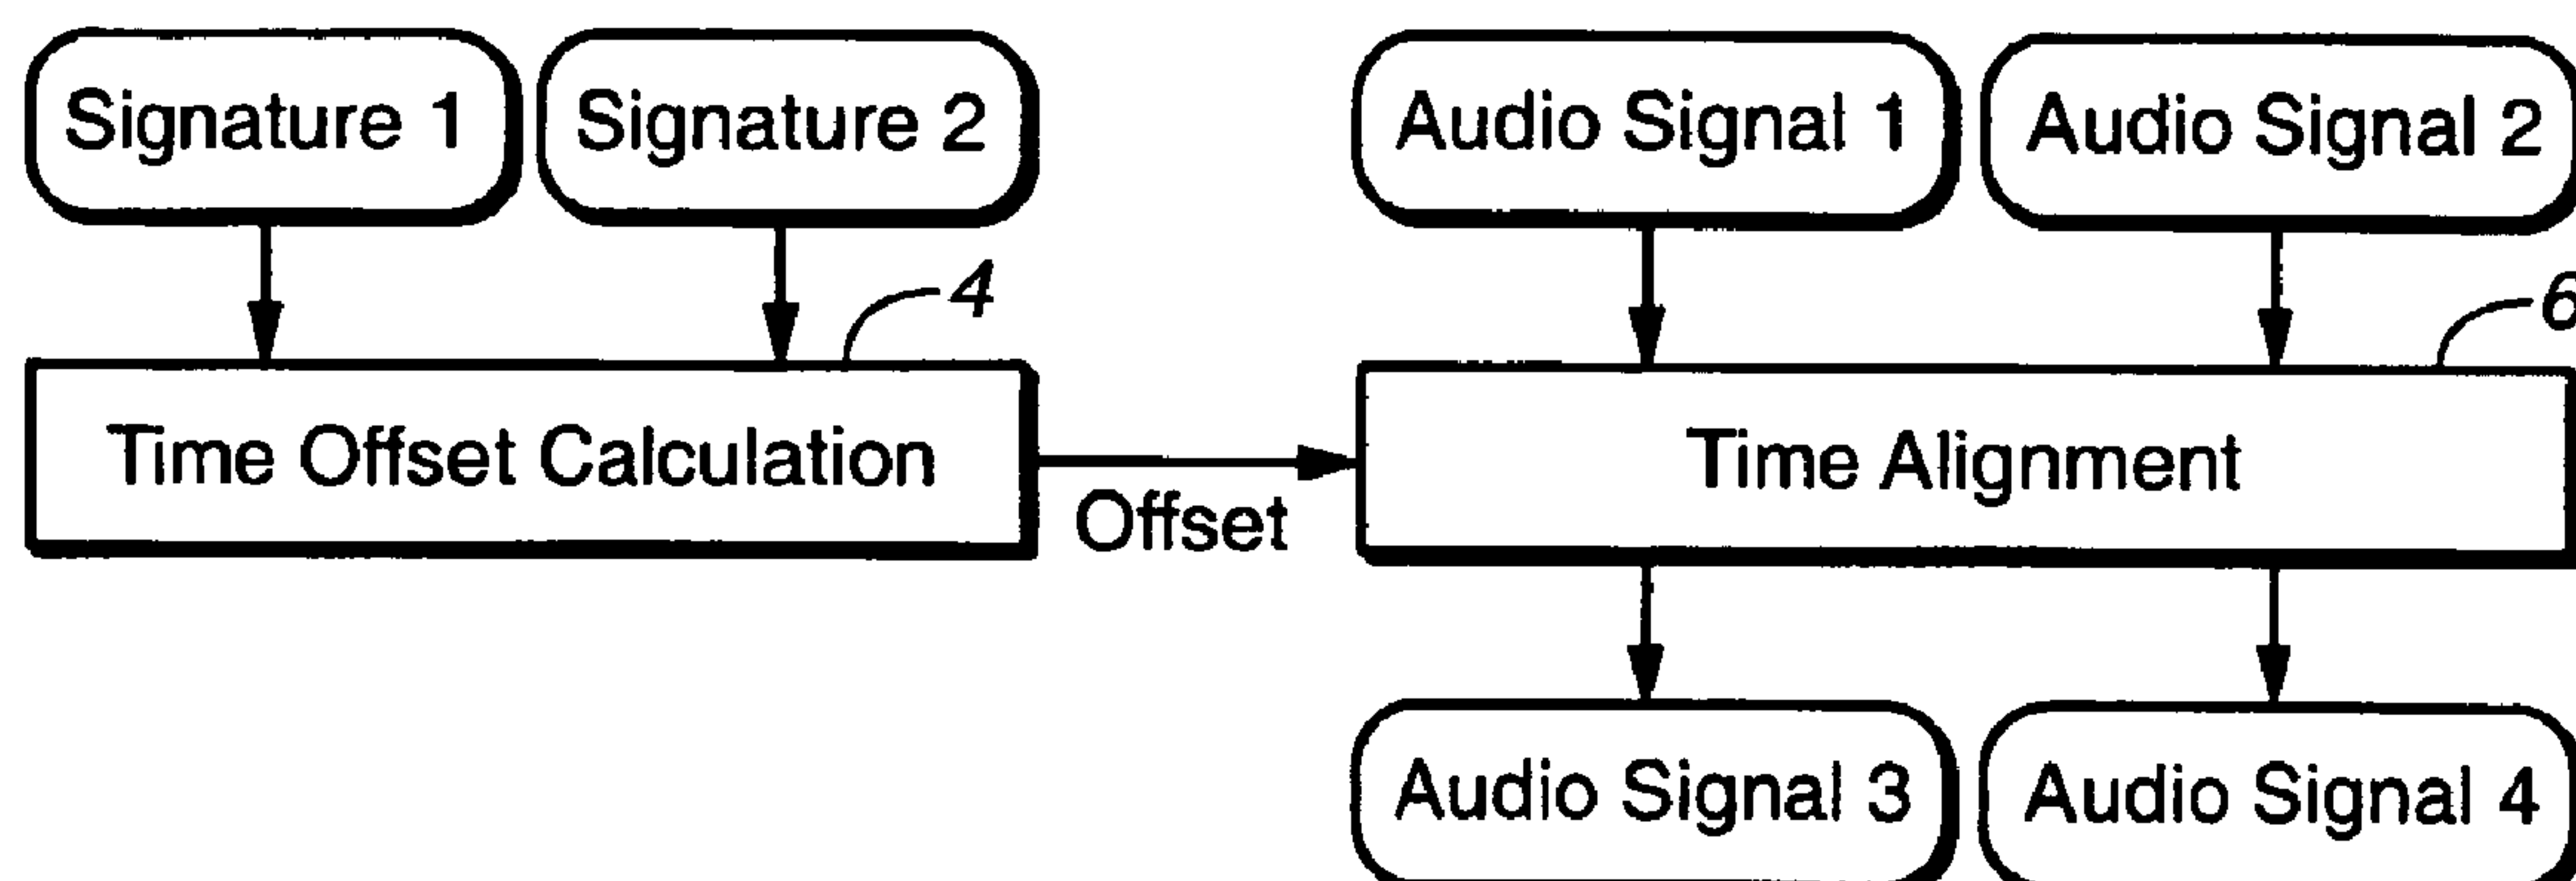 Signature 1
Signature 2
Audio Signal 1
Audio Signal 2
4
6
Time Offset Calculation
Offset
Time Alignment
Audio Signal 3
Audio Signal 4